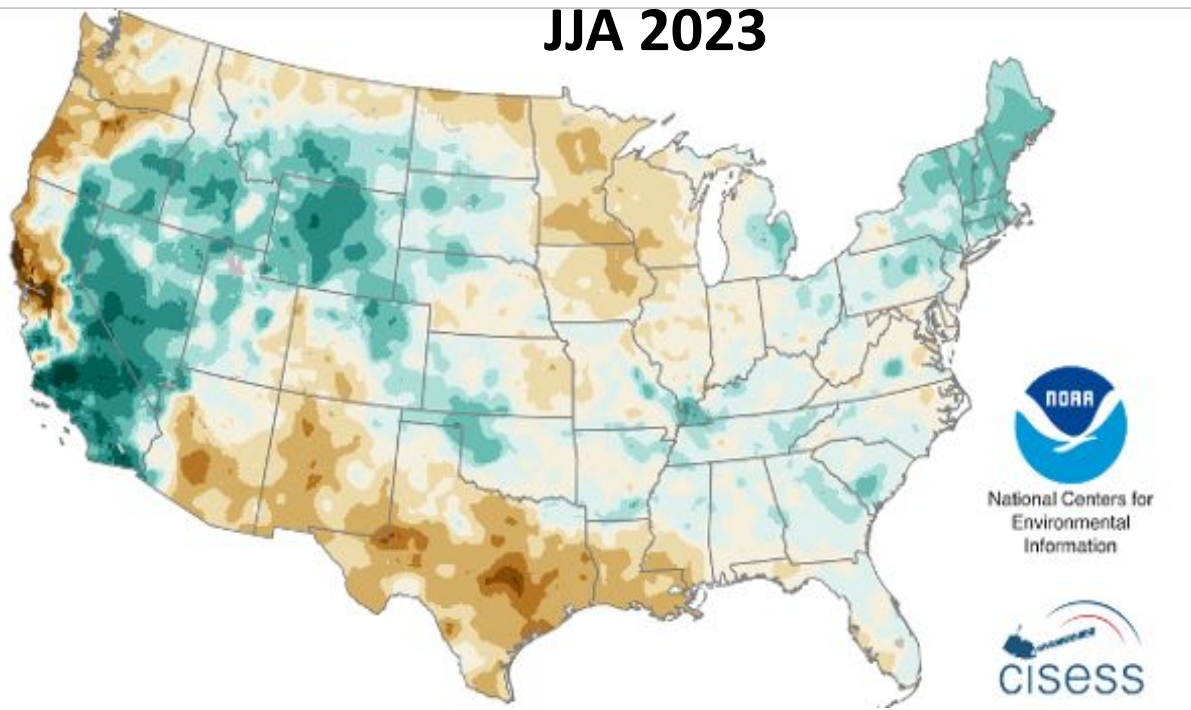 JJA 2023
NOAA
National Centers for
Environmental
Information
cisess